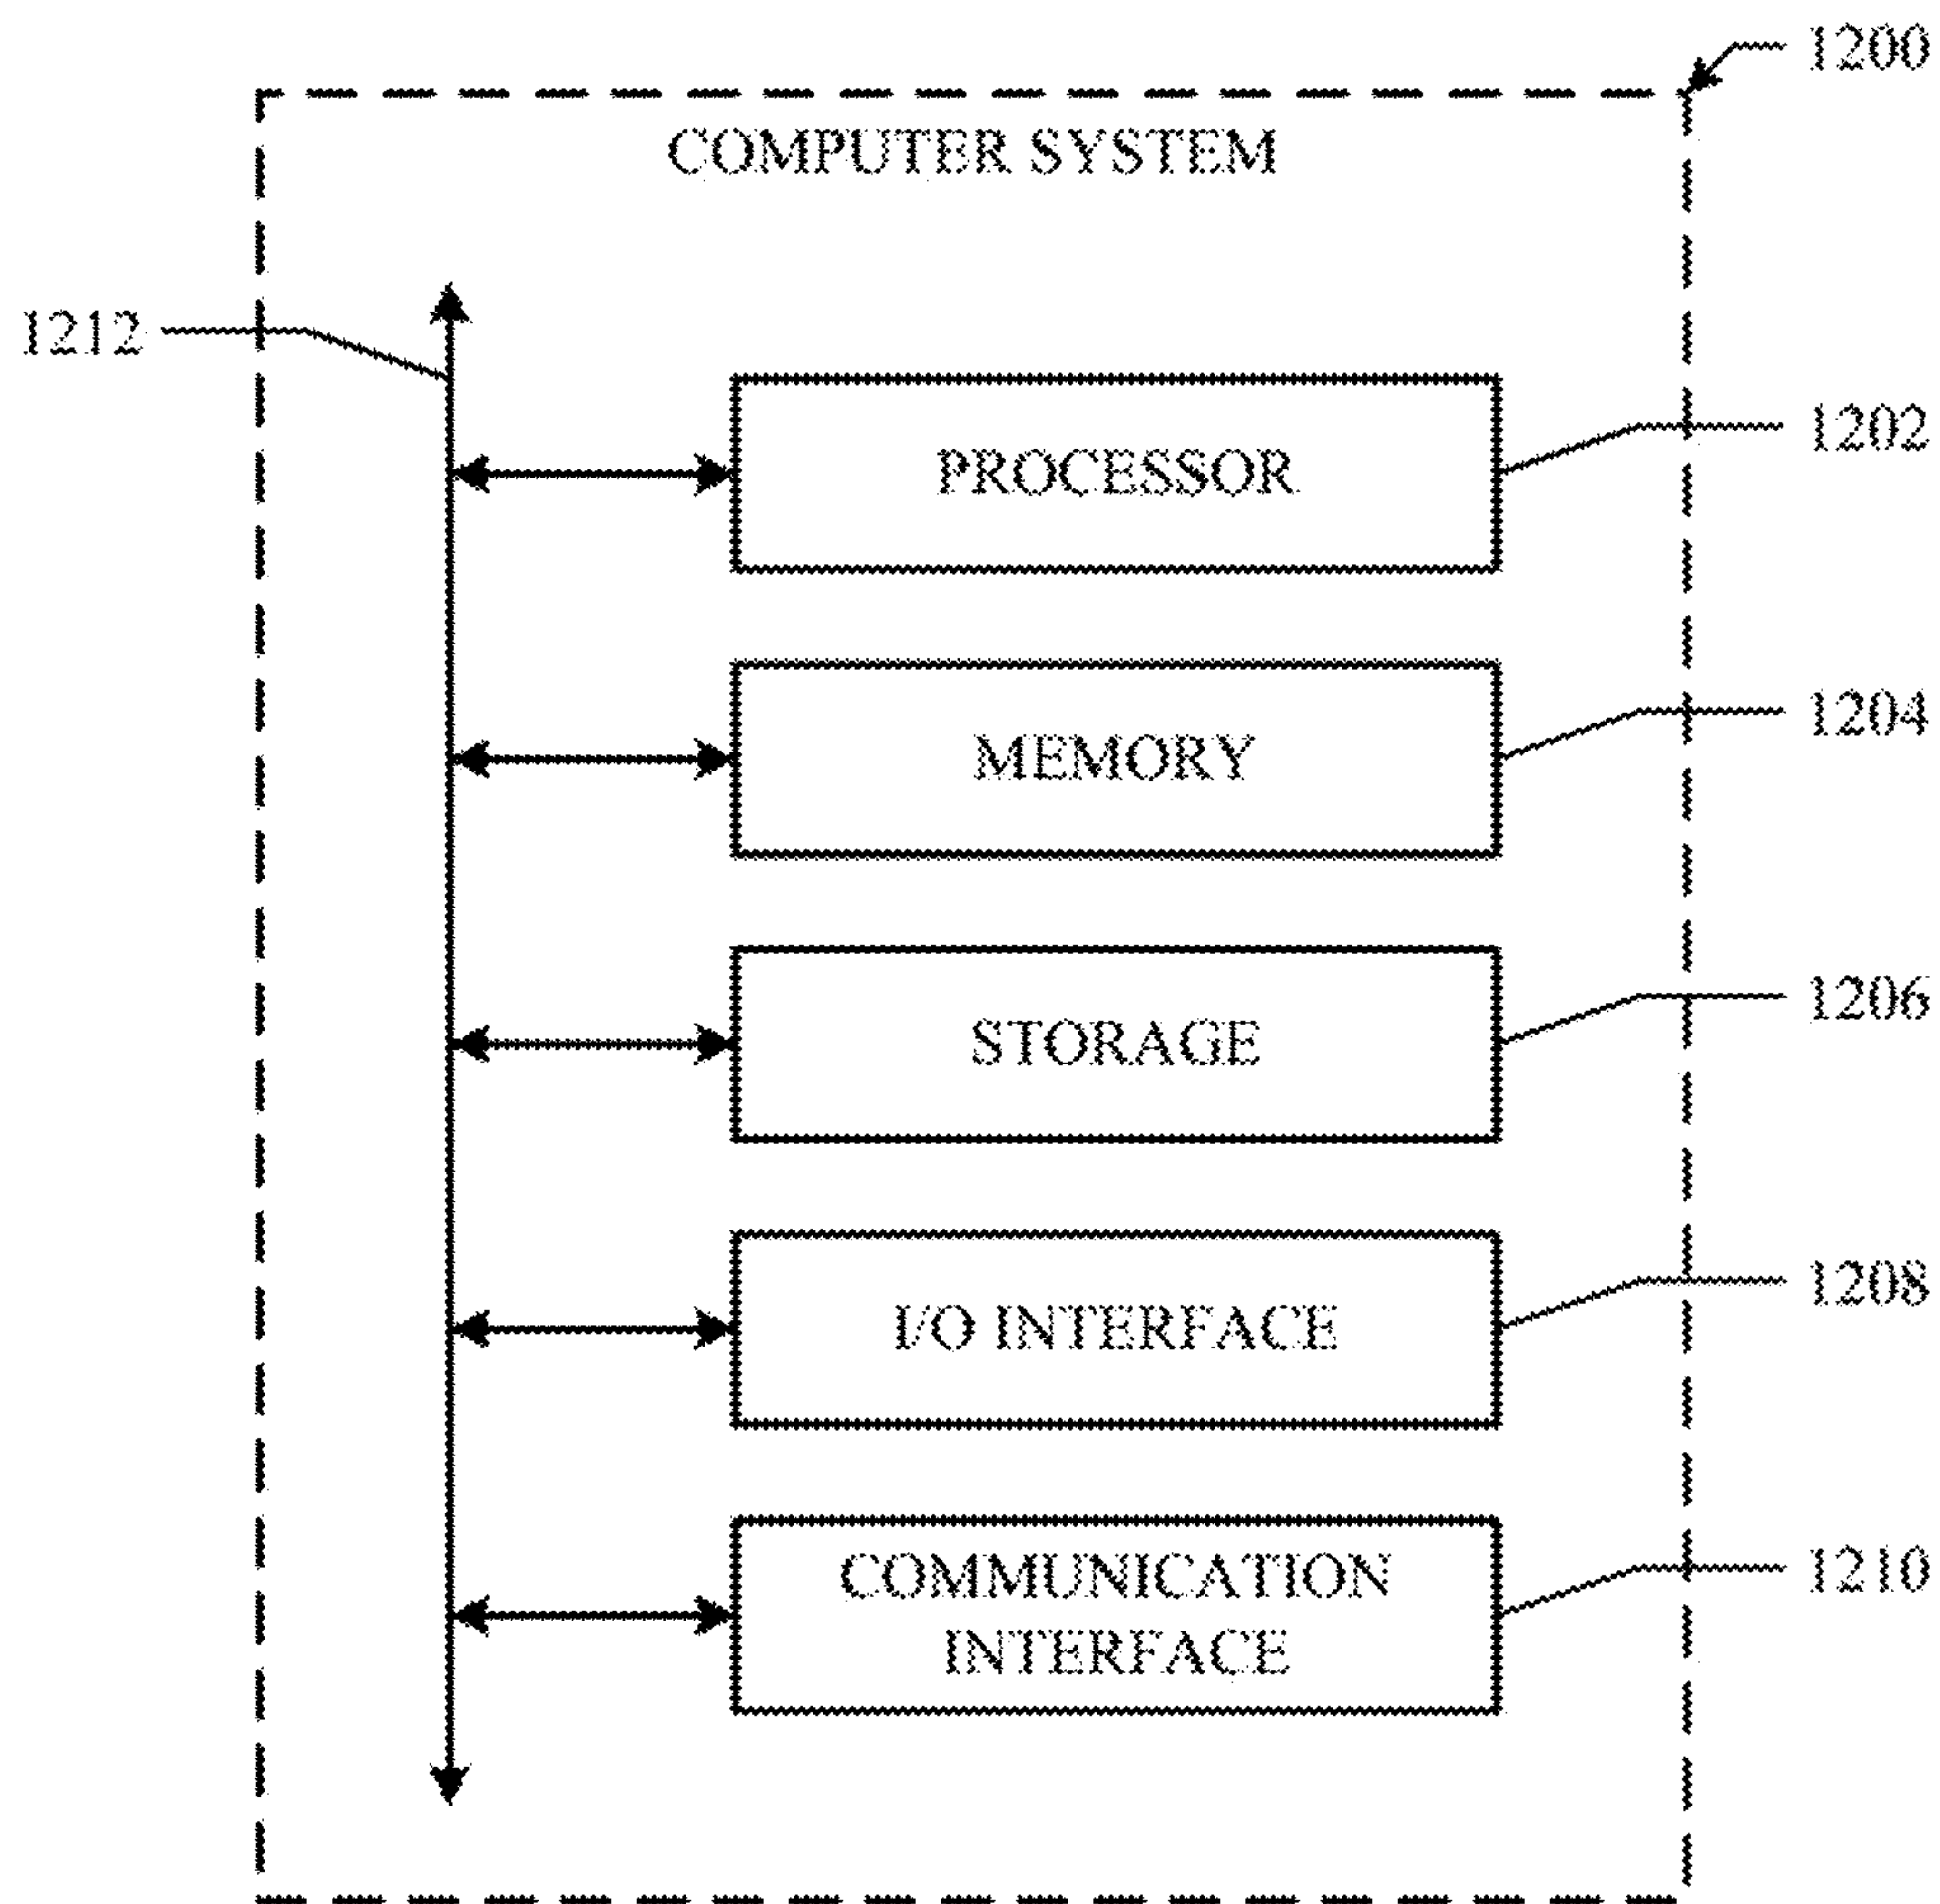 1200
COMPUTER SYSTEM
1212
PROCESSOR
1202
MEMORY
1204
STORAGE
1206
I/O INTERFACE
1208
COMMUNICATION
INTERFACE
1210